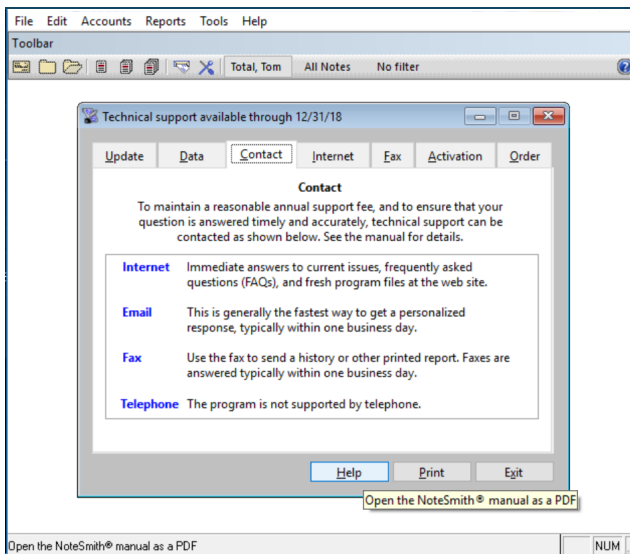 File Edit Accounts Reports Tools Help
Toolbar
Total, Tom All Notes No filter
Technical support available through 12/31/18
Update Data Contact Internet Fax Activation Order
Contact
To maintain a reasonable annual support fee, and to ensure that your
question is answered timely and accurately, technical support can be
contacted as shown below. See the manual for details.
Internet Immediate answers to current issues, frequently asked
questions (FAQs), and fresh program files at the web site.
Email This is generally the fastest way to get a personalized
response, typically within one business day.
Fax Use the fax to send a history or other printed report. Faxes are
answered typically within one business day.
Telephone The program is not supported by telephone.
Help Print Exit
Open the NoteSmith® manual as a PDF
Open the NoteSmith® manual as a PDF NUM